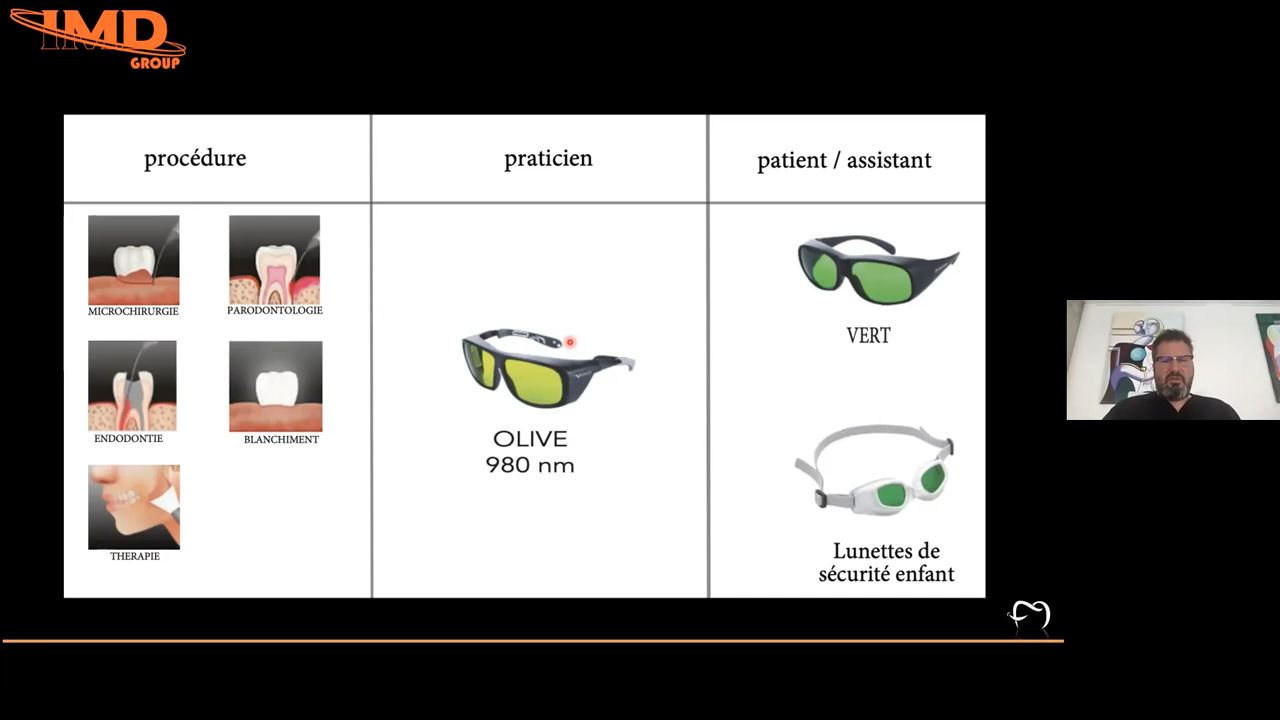 IMD
GROUP
procédure
praticien
patient / assistant
MICROCHIRURGIE
PARODONTOLOGIE
ENDODONTIE
BLANCHIMENT
THERAPIE
OLIVE
980 nm
VERT
Lunettes de
sécurité enfant